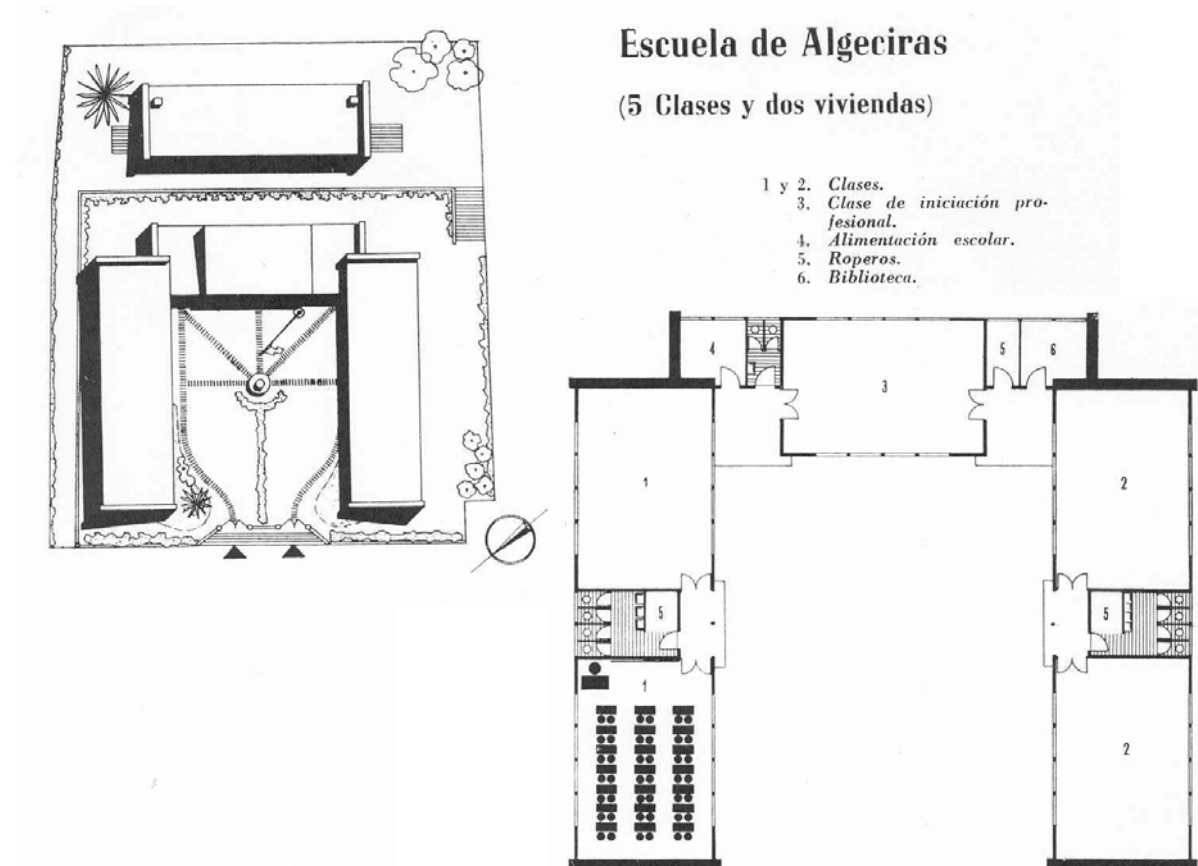 Escuela de Algeciras
(5 Clases y dos viviendas)
1 y 2. Clases.
3. Clase de iniciación pro-
fesional.
4. Alimentación escolar.
5. Roperos.
6. Biblioteca.
4
5
6
3
1
2
5
5
1
2